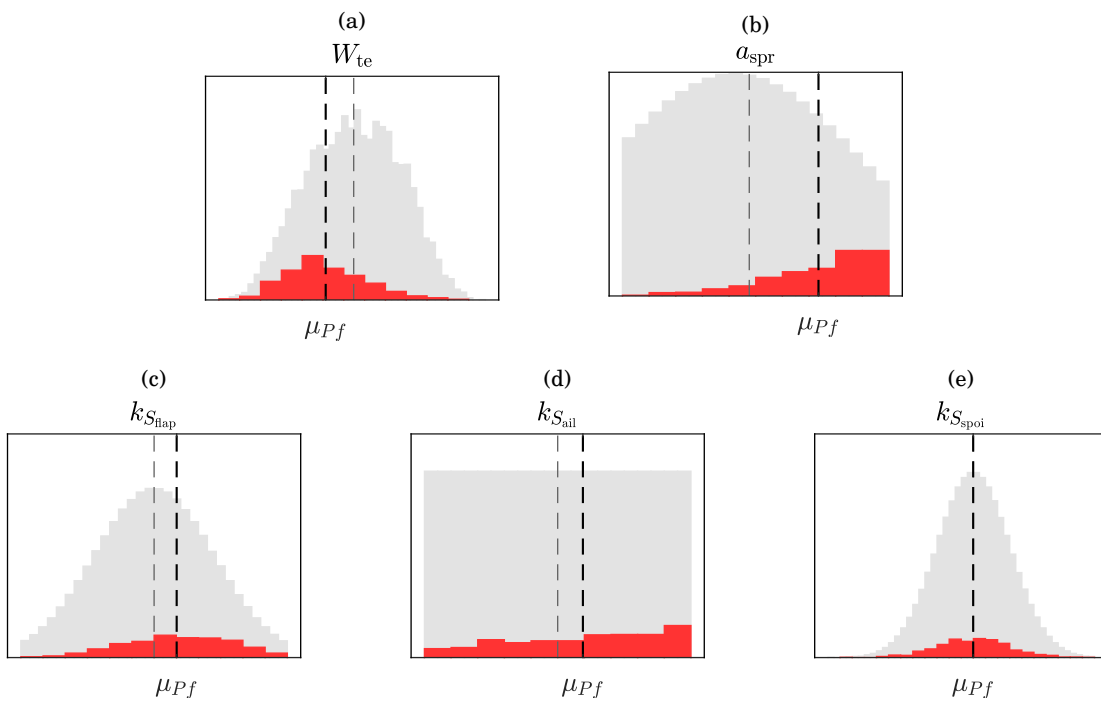 (a)
W_te
μ_Pf
(b)
a_spr
μ_Pf
(c)
k_S_flap
μ_Pf
(d)
k_S_ail
μ_Pf
(e)
k_S_spoi
μ_Pf